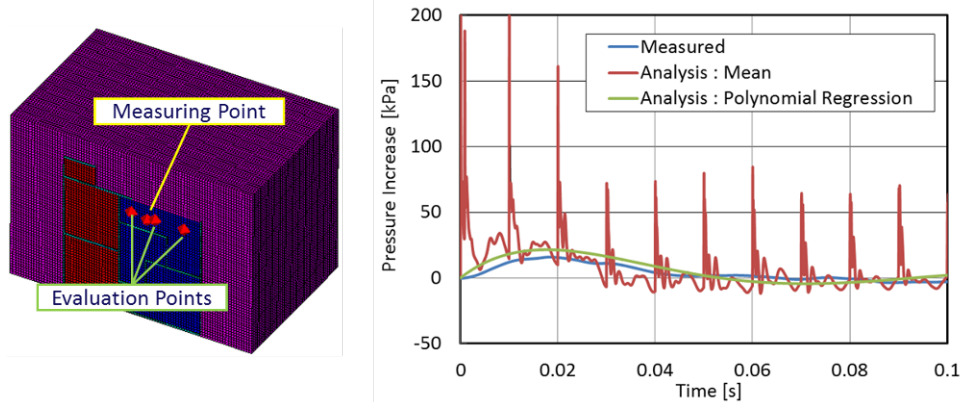 Measuring Point
Evaluation Points
200
150
100
50
0
-50
Pressure Increase [kPa]
Measured
Analysis : Mean
Analysis : Polynomial Regression
0 0.02 0.04 0.06 0.08 0.1
Time [s]